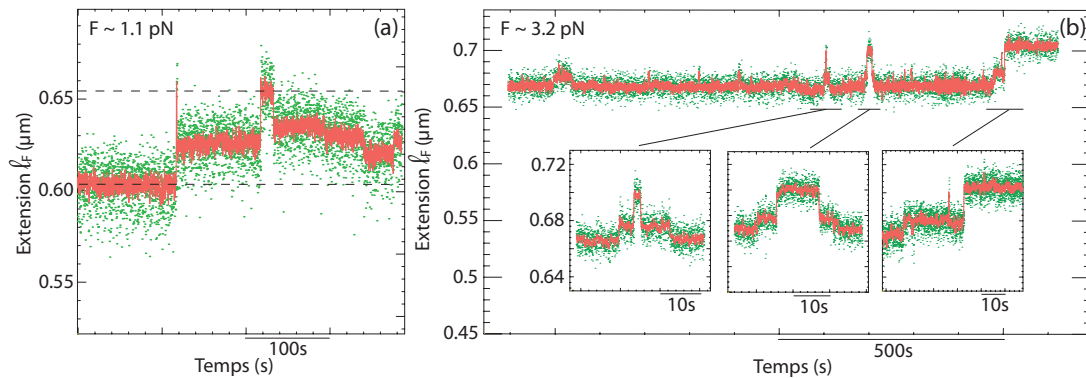 F ~ 1.1 pN
(a)
Extension ℓF (µm)
0.65
0.60
0.55
100s
Temps (s)
F ~ 3.2 pN
(b)
Extension ℓF (µm)
0.7
0.65
0.6
0.55
0.5
0.45
0.72
0.68
0.64
10s
10s
10s
500s
Temps (s)